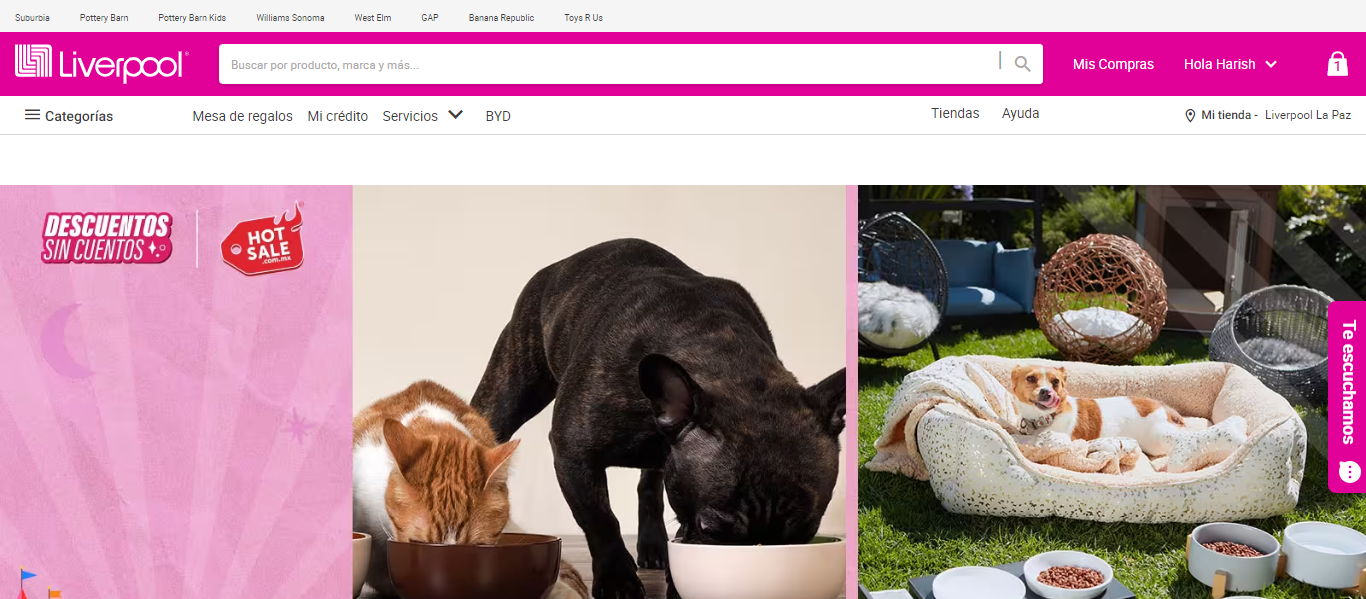 Suburbia
Pottery Barn
Pottery Barn Kids
Williams Sonoma
West Elm
GAP
Banana Republic
Toys R Us
Liverpool
Buscar por producto, marca y más...
Mis Compras
Hola Harish
1
Categorías
Mesa de regalos
Mi crédito
Servicios
BYD
Tiendas
Ayuda
Mi tienda - Liverpool La Paz
DESCUENTOS
SIN CUENTOS
HOT
SALE
.com.mx
Te escuchamos